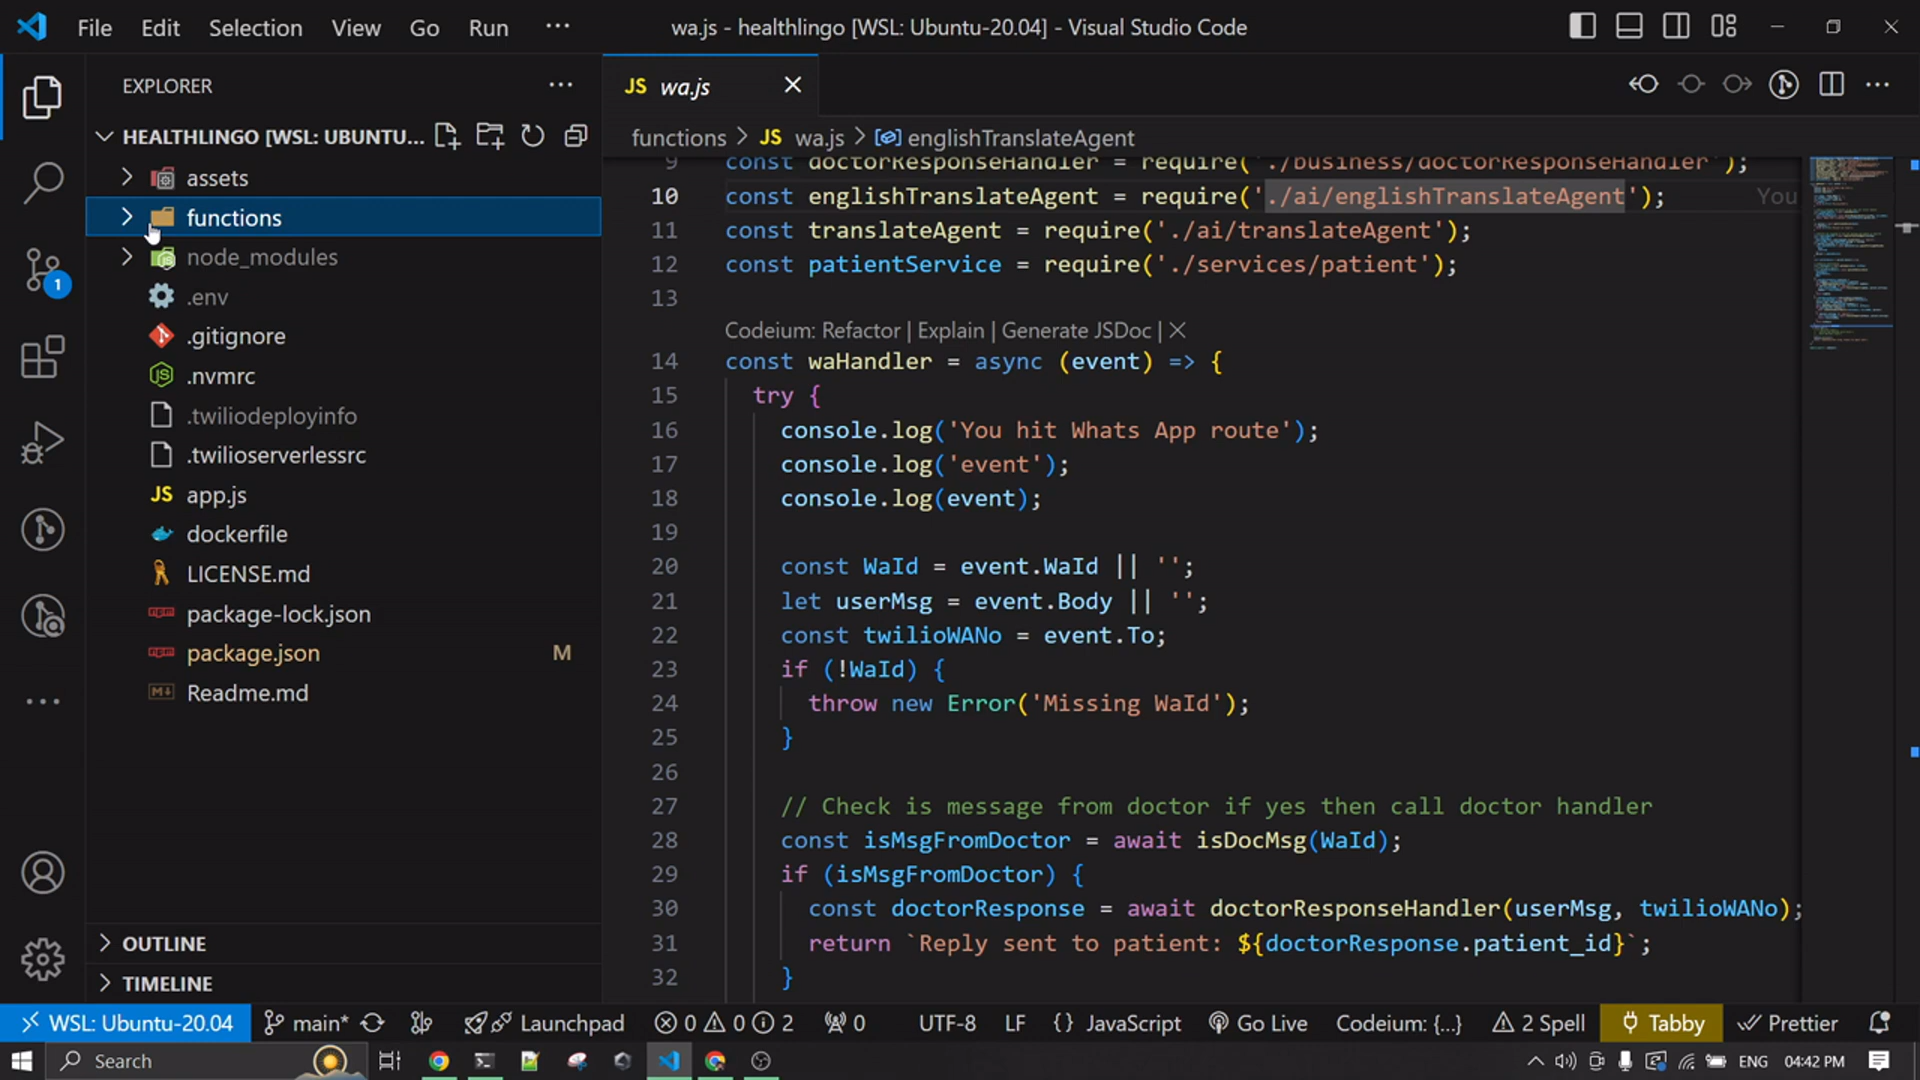 File Edit Selection View Go Run ···
wa.js - healthlingo [WSL: Ubuntu-20.04] - Visual Studio Code
EXPLORER
HEALTHLINGO [WSL: UBUNTU...
assets
functions
node_modules
.env
.gitignore
.nvmrc
.twiliodeployinfo
.twilioserverlessrc
JS app.js
dockerfile
LICENSE.md
package-lock.json
package.json M
Readme.md
OUTLINE
TIMELINE
1
JS wa.js
functions > JS wa.js > englishTranslateAgent
9 const doctorResponseHandler = require('./business/doctorResponseHandler');
10 const englishTranslateAgent = require('./ai/englishTranslateAgent'); You
11 const translateAgent = require('./ai/translateAgent');
12 const patientService = require('./services/patient');
13
Codeium: Refactor | Explain | Generate JSDoc | X
14 const waHandler = async (event) => {
15 try {
16 console.log('You hit Whats App route');
17 console.log('event');
18 console.log(event);
19
20 const WaId = event.WaId || '';
21 let userMsg = event.Body || '';
22 const twilioWANo = event.To;
23 if (!WaId) {
24 throw new Error('Missing WaId');
25 }
26
27 // Check is message from doctor if yes then call doctor handler
28 const isMsgFromDoctor = await isDocMsg(WaId);
29 if (isMsgFromDoctor) {
30 const doctorResponse = await doctorResponseHandler(userMsg, twilioWANo);
31 return `Reply sent to patient: ${doctorResponse.patient_id}`;
32 }
WSL: Ubuntu-20.04 main* Launchpad 0 0 2 0 UTF-8 LF {} JavaScript Go Live Codeium: {...} 2 Spell Tabby Prettier
Search ENG 04:42 PM